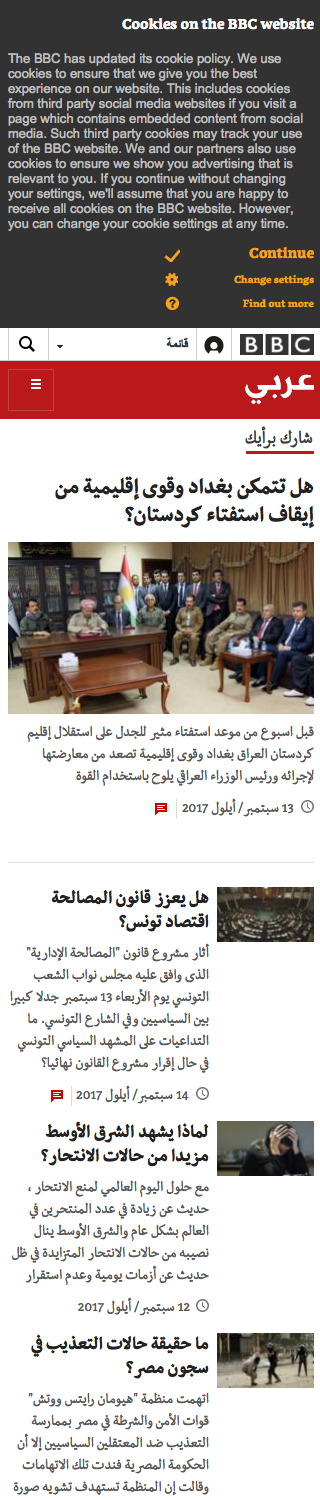 Cookies on the BBC website
The BBC has updated its cookie policy. We use
cookies to ensure that we give you the best
experience on our website. This includes cookies
from third party social media websites if you visit a
page which contains embedded content from social
media. Such third party cookies may track your use
of the BBC website. We and our partners also use
cookies to ensure we show you advertising that is
relevant to you. If you continue without changing
your settings, we'll assume that you are happy to
receive all cookies on the BBC website. However,
you can change your cookie settings at any time.
Continue
Change settings
Find out more
BBC
قائمة
عربي
شارك برأيك
هل تتمكن بغداد وقوى إقليمية من
إيقاف استفتاء كردستان؟
قبل اسبوع من موعد استفتاء مثير للجدل على استقلال إقليم
كردستان العراق بغداد وقوى إقليمية تصعد من معارضتها
لإجرائه ورئيس الوزراء العراقي يلوح باستخدام القوة
13 سبتمبر/ أيلول 2017
هل يعزز قانون المصالحة
اقتصاد تونس؟
أثار مشروع قانون "المصالحة الإدارية"
الذى وافق عليه مجلس نواب الشعب
التونسي يوم الأربعاء 13 سبتمبر جدلا كبيرا
بين السياسيين وفي الشارع التونسي. ما
التداعيات على المشهد السياسي التونسي
في حال إقرار مشروع القانون نهائيا؟
14 سبتمبر/ أيلول 2017
لماذا يشهد الشرق الأوسط
مزيدا من حالات الانتحار؟
مع حلول اليوم العالمي لمنع الانتحار ،
حديث عن زيادة في عدد المنتحرين في
العالم بشكل عام والشرق الأوسط ينال
نصيبه من حالات الانتحار المتزايدة في ظل
حديث عن أزمات يومية وعدم استقرار
12 سبتمبر/ أيلول 2017
ما حقيقة حالات التعذيب في
سجون مصر؟
اتهمت منظمة "هيومان رايتس ووتش"
قوات الأمن والشرطة في مصر بممارسة
التعذيب ضد المعتقلين السياسيين إلا أن
الحكومة المصرية فندت تلك الاتهامات
وقالت إن المنظمة تستهدف تشويه صورة